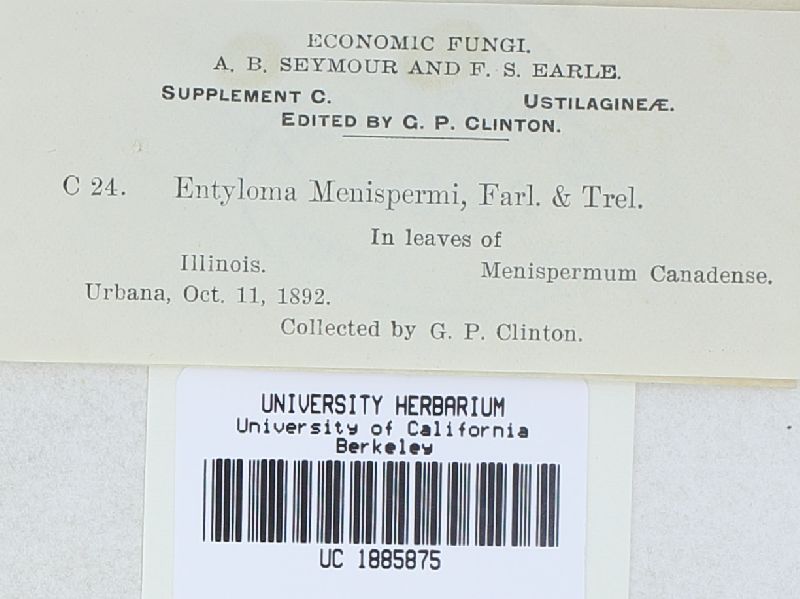 ECONOMIC FUNGI.
A. B. SEYMOUR AND F. S. EARLE.
SUPPLEMENT C. USTILAGINEÆ.
EDITED BY G. P. CLINTON.
C 24. Entyloma Menispermi, Farl. & Trel.
In leaves of
Illinois. Menispermum Canadense.
Urbana, Oct. 11, 1892.
Collected by G. P. Clinton.
UNIVERSITY HERBARIUM
University of California
Berkeley
UC 1885875